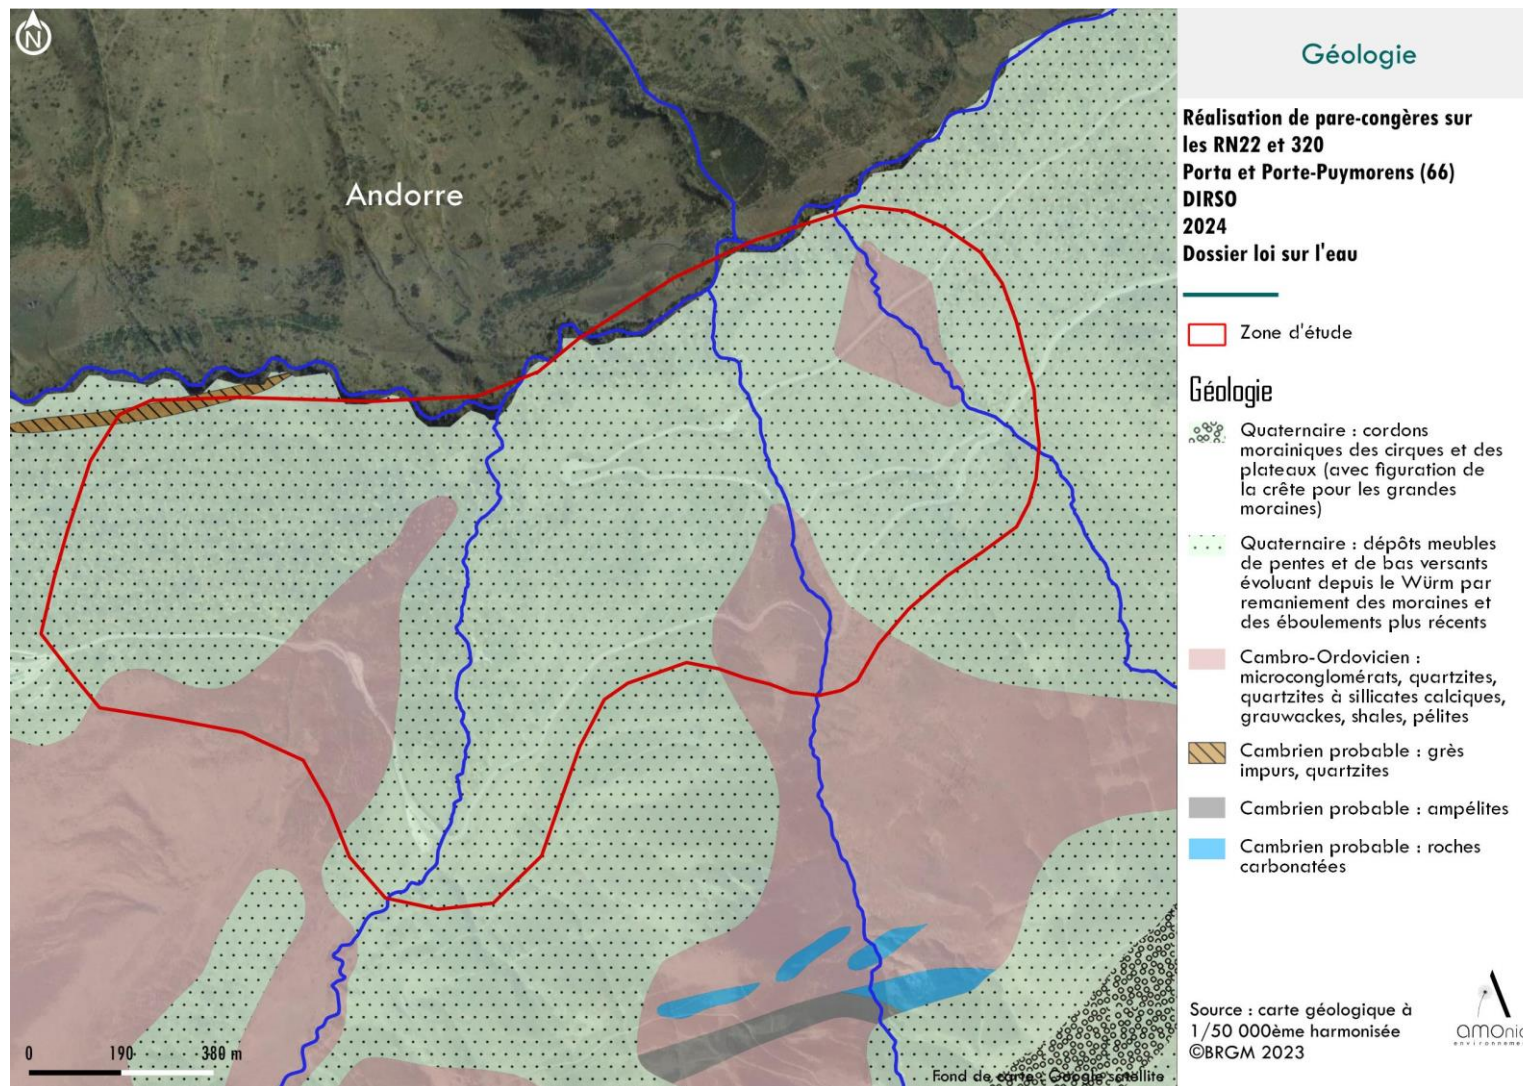 N
Andorre
0 190 380 m
Fond de carte : Google satellite
Géologie
Réalisation de pare-congères sur
les RN22 et 320
Porta et Porte-Puymorens (66)
DIRSO
2024
Dossier loi sur l'eau
Zone d'étude
Géologie
Quaternaire : cordons
morainiques des cirques et des
plateaux (avec figuration de
la crête pour les grandes
moraines)
Quaternaire : dépôts meubles
de pentes et de bas versants
évoluant depuis le Würm par
remaniement des moraines et
des éboulements plus récents
Cambro-Ordovicien :
microconglomérats, quartzites,
quartzites à sillicates calciques,
grauwackes, shales, pélites
Cambrien probable : grès
impurs, quartzites
Cambrien probable : ampélites
Cambrien probable : roches
carbonatées
Source : carte géologique à
1/50 000ème harmonisée
©BRGM 2023
amonia
environnemen